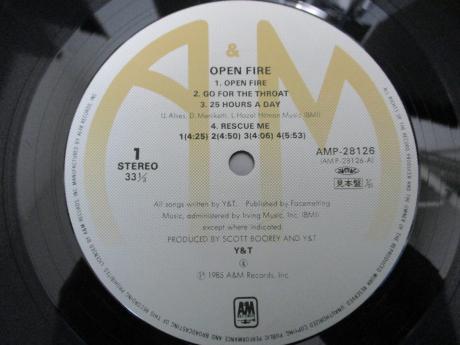 A&M
OPEN FIRE
1. OPEN FIRE
2. GO FOR THE THROAT
3. 25 HOURS A DAY
(J. Alves, D. Meniketti, L. Hazel Hitman Music (BMI))
4. RESCUE ME
1(4:25) 2(4:50) 3(4:06) 4(5:53)
1
STEREO
33⅓
AMP-28126
(AMP-28126-A)
見本盤
All songs written by Y&T. Published by Facemelting
Music, administered by Irving Music, Inc. (BMI)
except where indicated.
PRODUCED BY SCOTT BOOREY AND Y&T
Y&T
Ⓟ 1985 A&M Records, Inc.
A&M